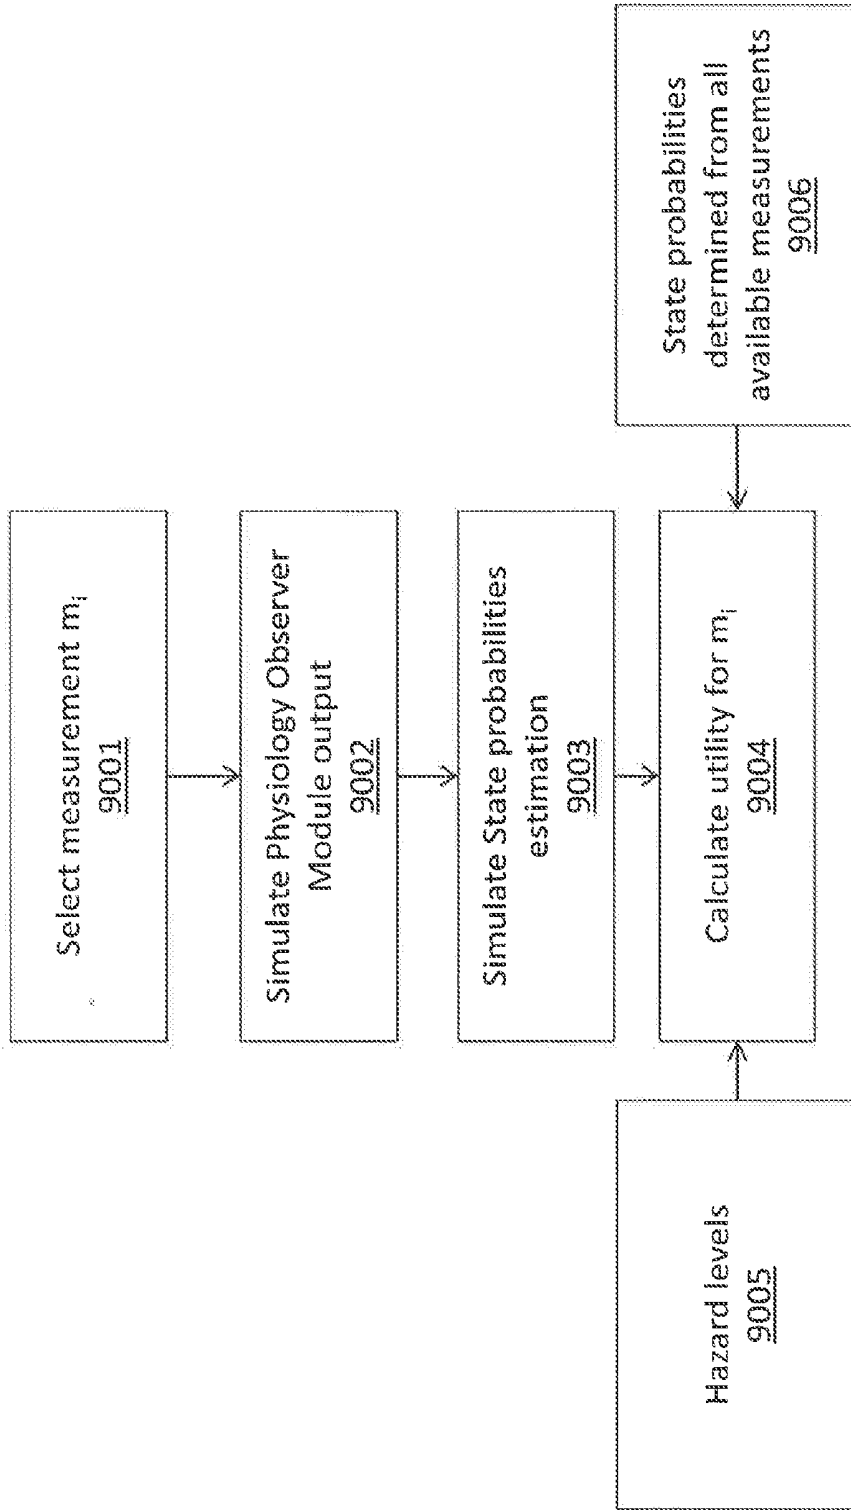 Select measurement mᵢ
9001
Simulate Physiology Observer
Module output
9002
Simulate State probabilities
estimation
9003
Calculate utility for mᵢ
9004
Hazard levels
9005
State probabilities
determined from all
available measurements
9006